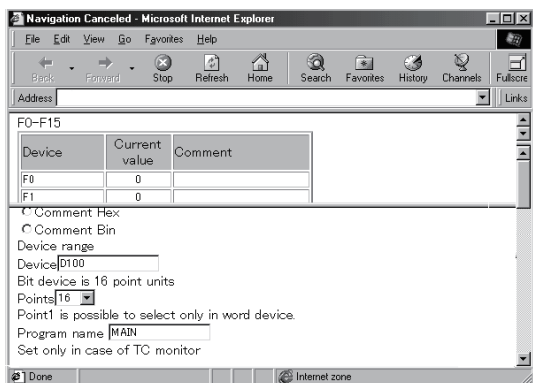 Navigation Canceled - Microsoft Internet Explorer
File Edit View Go Favorites Help
Back Forward Stop Refresh Home Search Favorites History Channels Fullscre
Address Links
F0-F15
Device Current value Comment
F0 0
F1 0
Comment Hex
Comment Bin
Device range
Device D100
Bit device is 16 point units
Points 16
Point1 is possible to select only in word device.
Program name MAIN
Set only in case of TC monitor
Done Internet zone